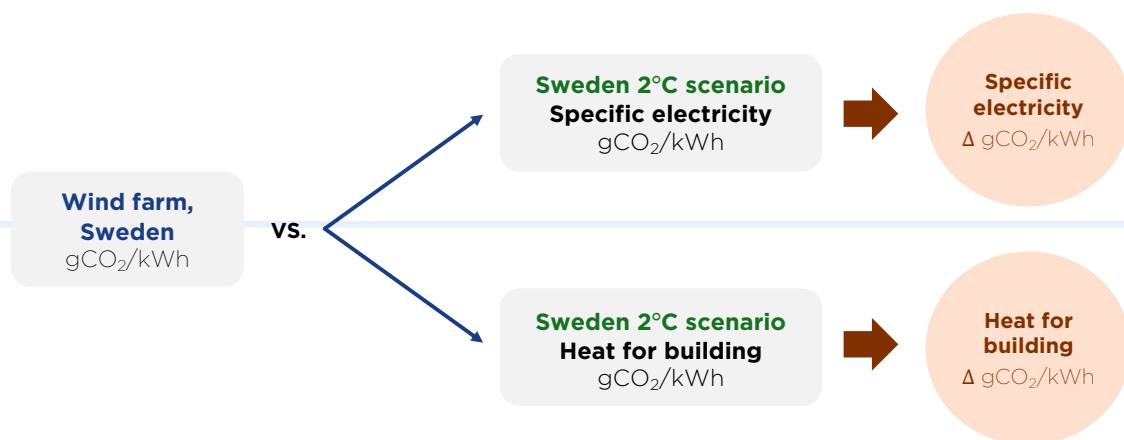 Wind farm,
Sweden
gCO₂/kWh
VS.
Sweden 2°C scenario
Specific electricity
gCO₂/kWh
Specific
electricity
Δ gCO₂/kWh
Sweden 2°C scenario
Heat for building
gCO₂/kWh
Heat for
building
Δ gCO₂/kWh